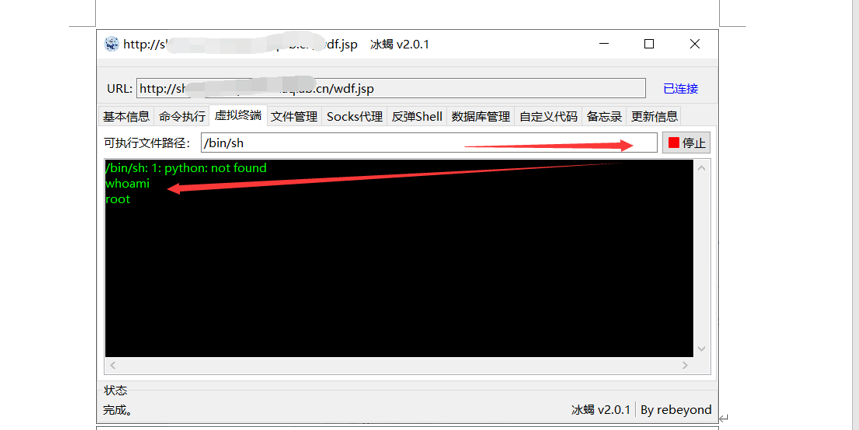 http://s df.jsp 冰蝎 v2.0.1
URL: http://s .cn/wdf.jsp 已连接
基本信息 命令执行 虚拟终端 文件管理 Socks代理 反弹Shell 数据库管理 自定义代码 备忘录 更新信息
可执行文件路径: /bin/sh 停止
/bin/sh: 1: python: not found
whoami
root
状态
完成。 冰蝎 v2.0.1 By rebeyond